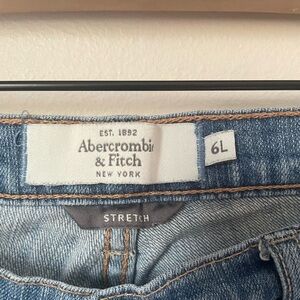 EST. 1892
Abercrombie
& Fitch
NEW YORK
6L
STRETCH